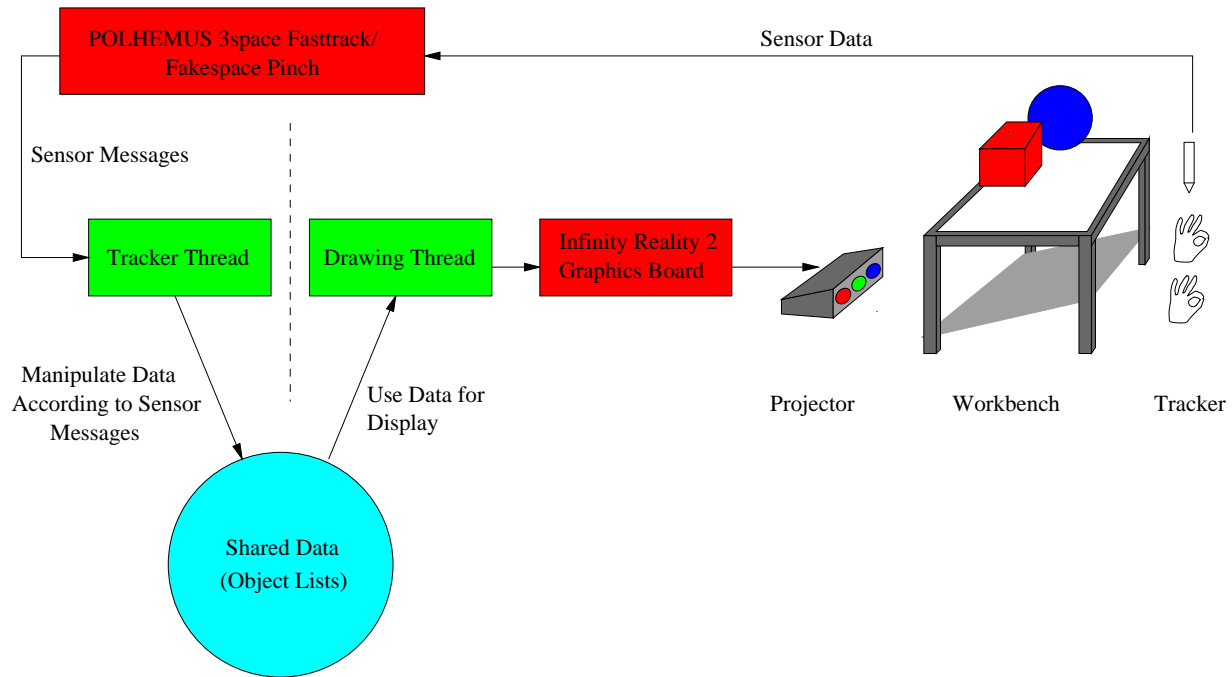 POLHEMUS 3space Fasttrack/
Fakespace Pinch
Sensor Data
Sensor Messages
Tracker Thread
Drawing Thread
Infinity Reality 2
Graphics Board
Manipulate Data
According to Sensor
Messages
Use Data for
Display
Projector
Workbench
Tracker
Shared Data
(Object Lists)